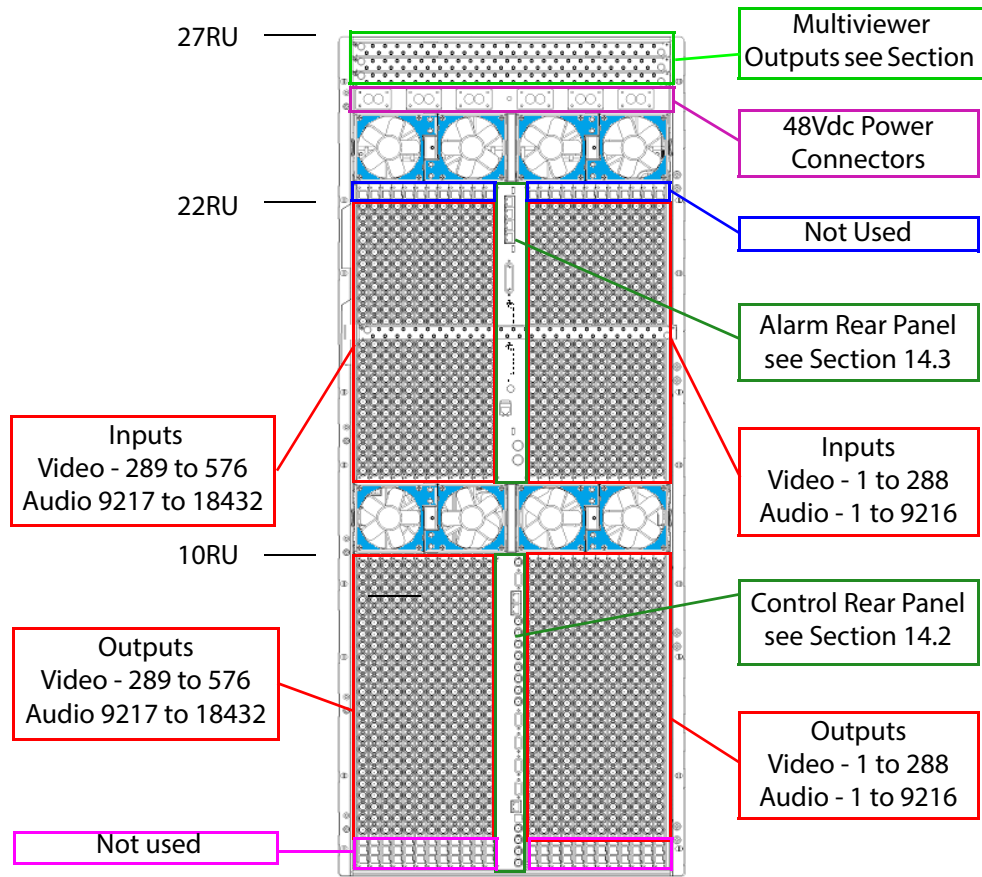 27RU
Multiviewer
Outputs see Section
48Vdc Power
Connectors
22RU
Not Used
Alarm Rear Panel
see Section 14.3
Inputs
Video - 289 to 576
Audio 9217 to 18432
Inputs
Video - 1 to 288
Audio - 1 to 9216
10RU
Control Rear Panel
see Section 14.2
Outputs
Video - 289 to 576
Audio 9217 to 18432
Outputs
Video - 1 to 288
Audio - 1 to 9216
Not used